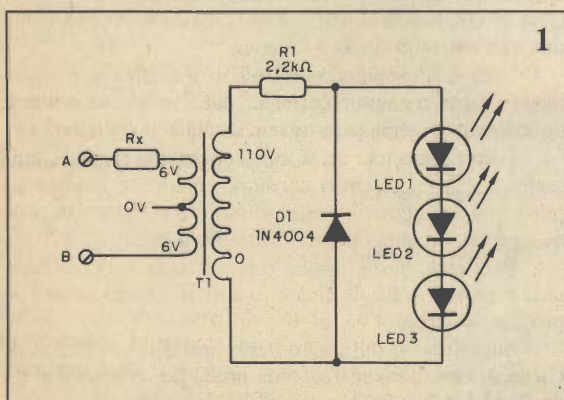 1
R1
2,2kΩ
Rx
A
6V
110V
0V
B
6V
T1
0
D1
1N4004
LED1
LED2
LED3